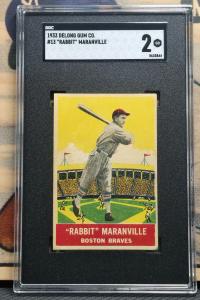 SGC
1933 DELONG GUM CO.
#13 "RABBIT" MARANVILLE
2
"RABBIT" MARANVILLE
BOSTON BRAVES